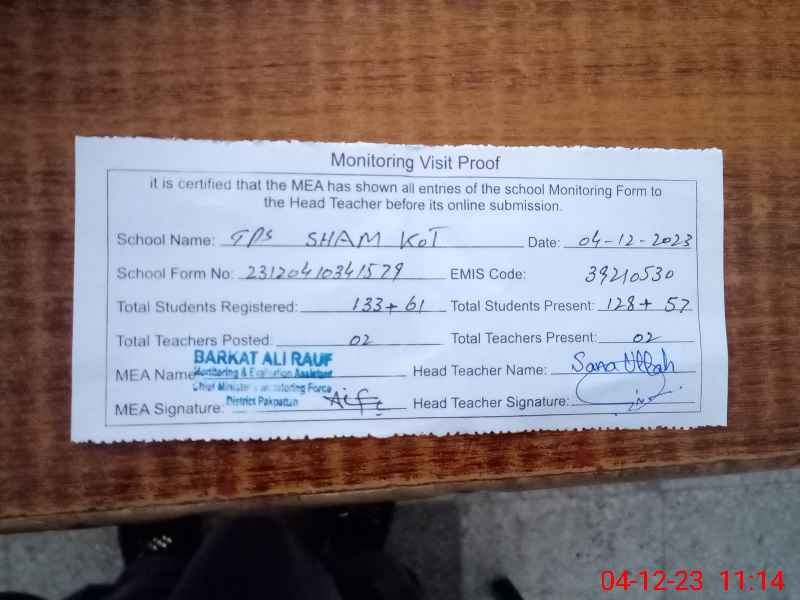 Monitoring Visit Proof
it is certified that the MEA has shown all entries of the school Monitoring Form to
the Head Teacher before its online submission.
School Name: GPS SHAM KOT Date: 04-12-2023
School Form No: 23120410341579 EMIS Code: 39210530
Total Students Registered: 133+61 Total Students Present: 128+57
Total Teachers Posted: 02 Total Teachers Present: 02
BARKAT ALI RAUF
MEA Name Head Teacher Name: Sana Ullah
Monitoring & Evaluation Assistant
Chief Minister's Monitoring Force
District Pakpattan
MEA Signature: Head Teacher Signature:
04-12-23 11:14